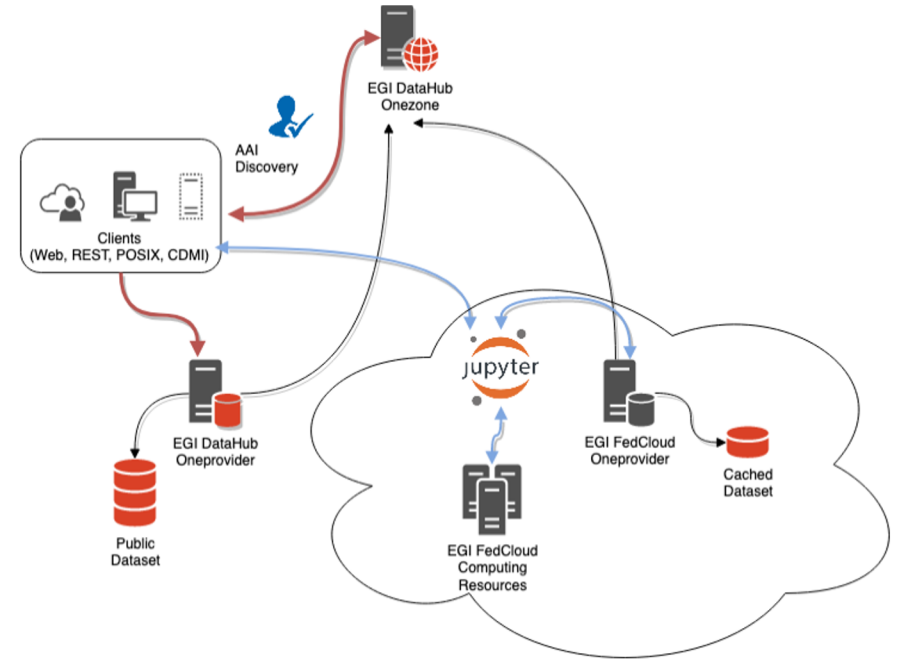 EGI DataHub
Onezone
AAI
Discovery
Clients
(Web, REST, POSIX, CDMI)
jupyter
EGI DataHub
Oneprovider
EGI FedCloud
Oneprovider
Cached
Dataset
Public
Dataset
EGI FedCloud
Computing
Resources